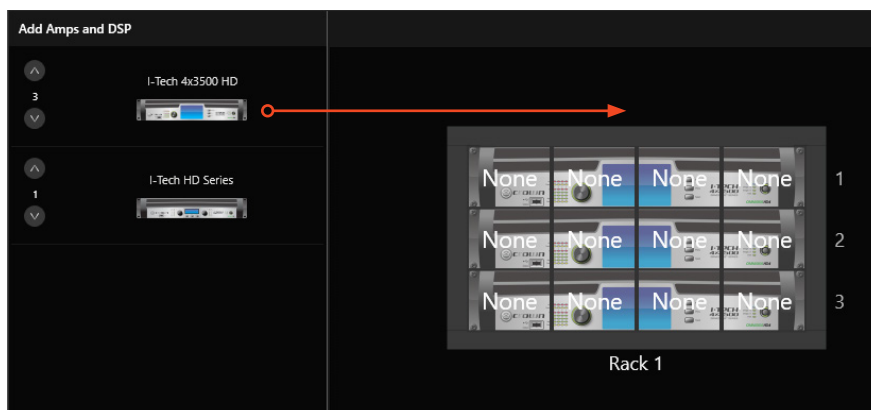 Add Amps and DSP
I-Tech 4x3500 HD
3
I-Tech HD Series
1
None None None None 1
None None None None 2
None None None None 3
Rack 1